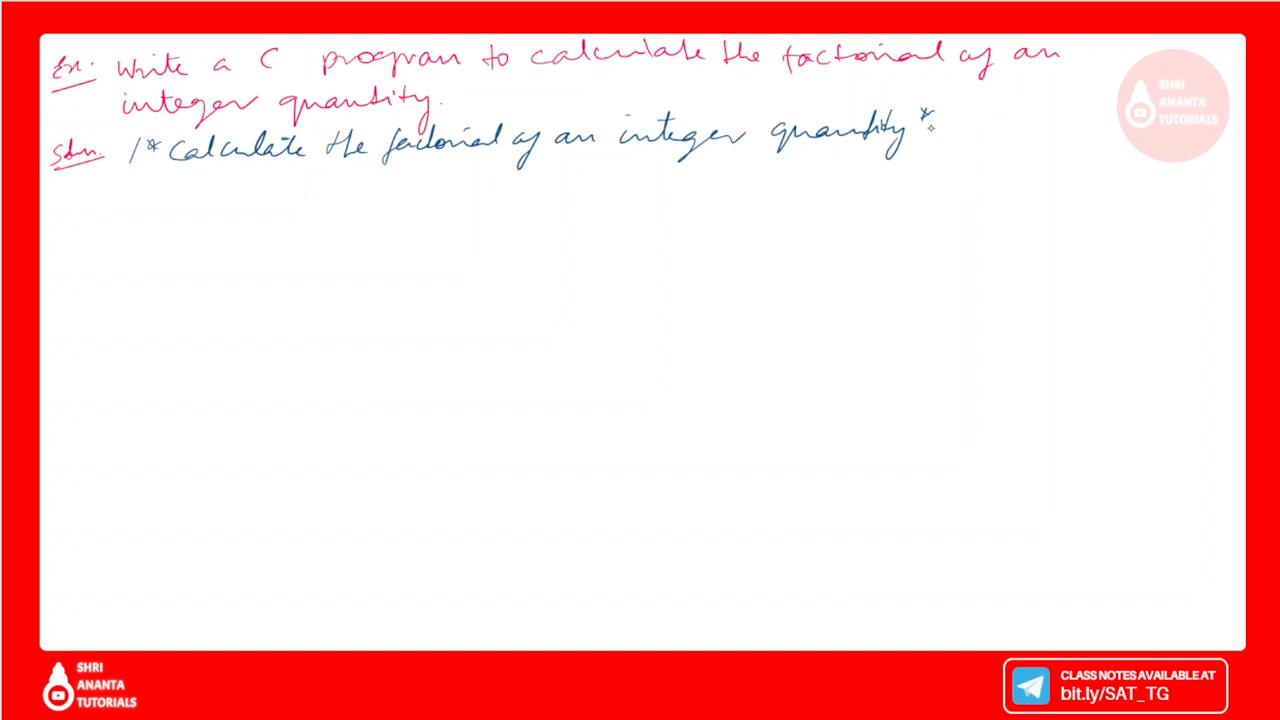 Ex:- Write a C program to calculate the factorial of an
integer quantity.
Soln. /* calculate the factorial of an integer quantity *
SHRI
ANANTA
TUTORIALS
SHRI
ANANTA
TUTORIALS
CLASS NOTES AVAILABLE AT
bit.ly/SAT_TG